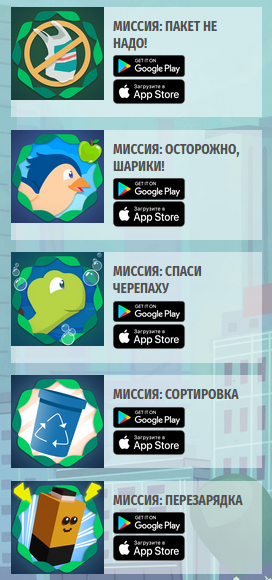 МИССИЯ: ПАКЕТ НЕ
НАДО!
GET IT ON
Google Play
Загрузите в
App Store
МИССИЯ: ОСТОРОЖНО,
ШАРИКИ!
GET IT ON
Google Play
Загрузите в
App Store
МИССИЯ: СПАСИ
ЧЕРЕПАХУ
GET IT ON
Google Play
Загрузите в
App Store
МИССИЯ: СОРТИРОВКА
GET IT ON
Google Play
Загрузите в
App Store
МИССИЯ: ПЕРЕЗАРЯДКА
GET IT ON
Google Play
Загрузите в
App Store